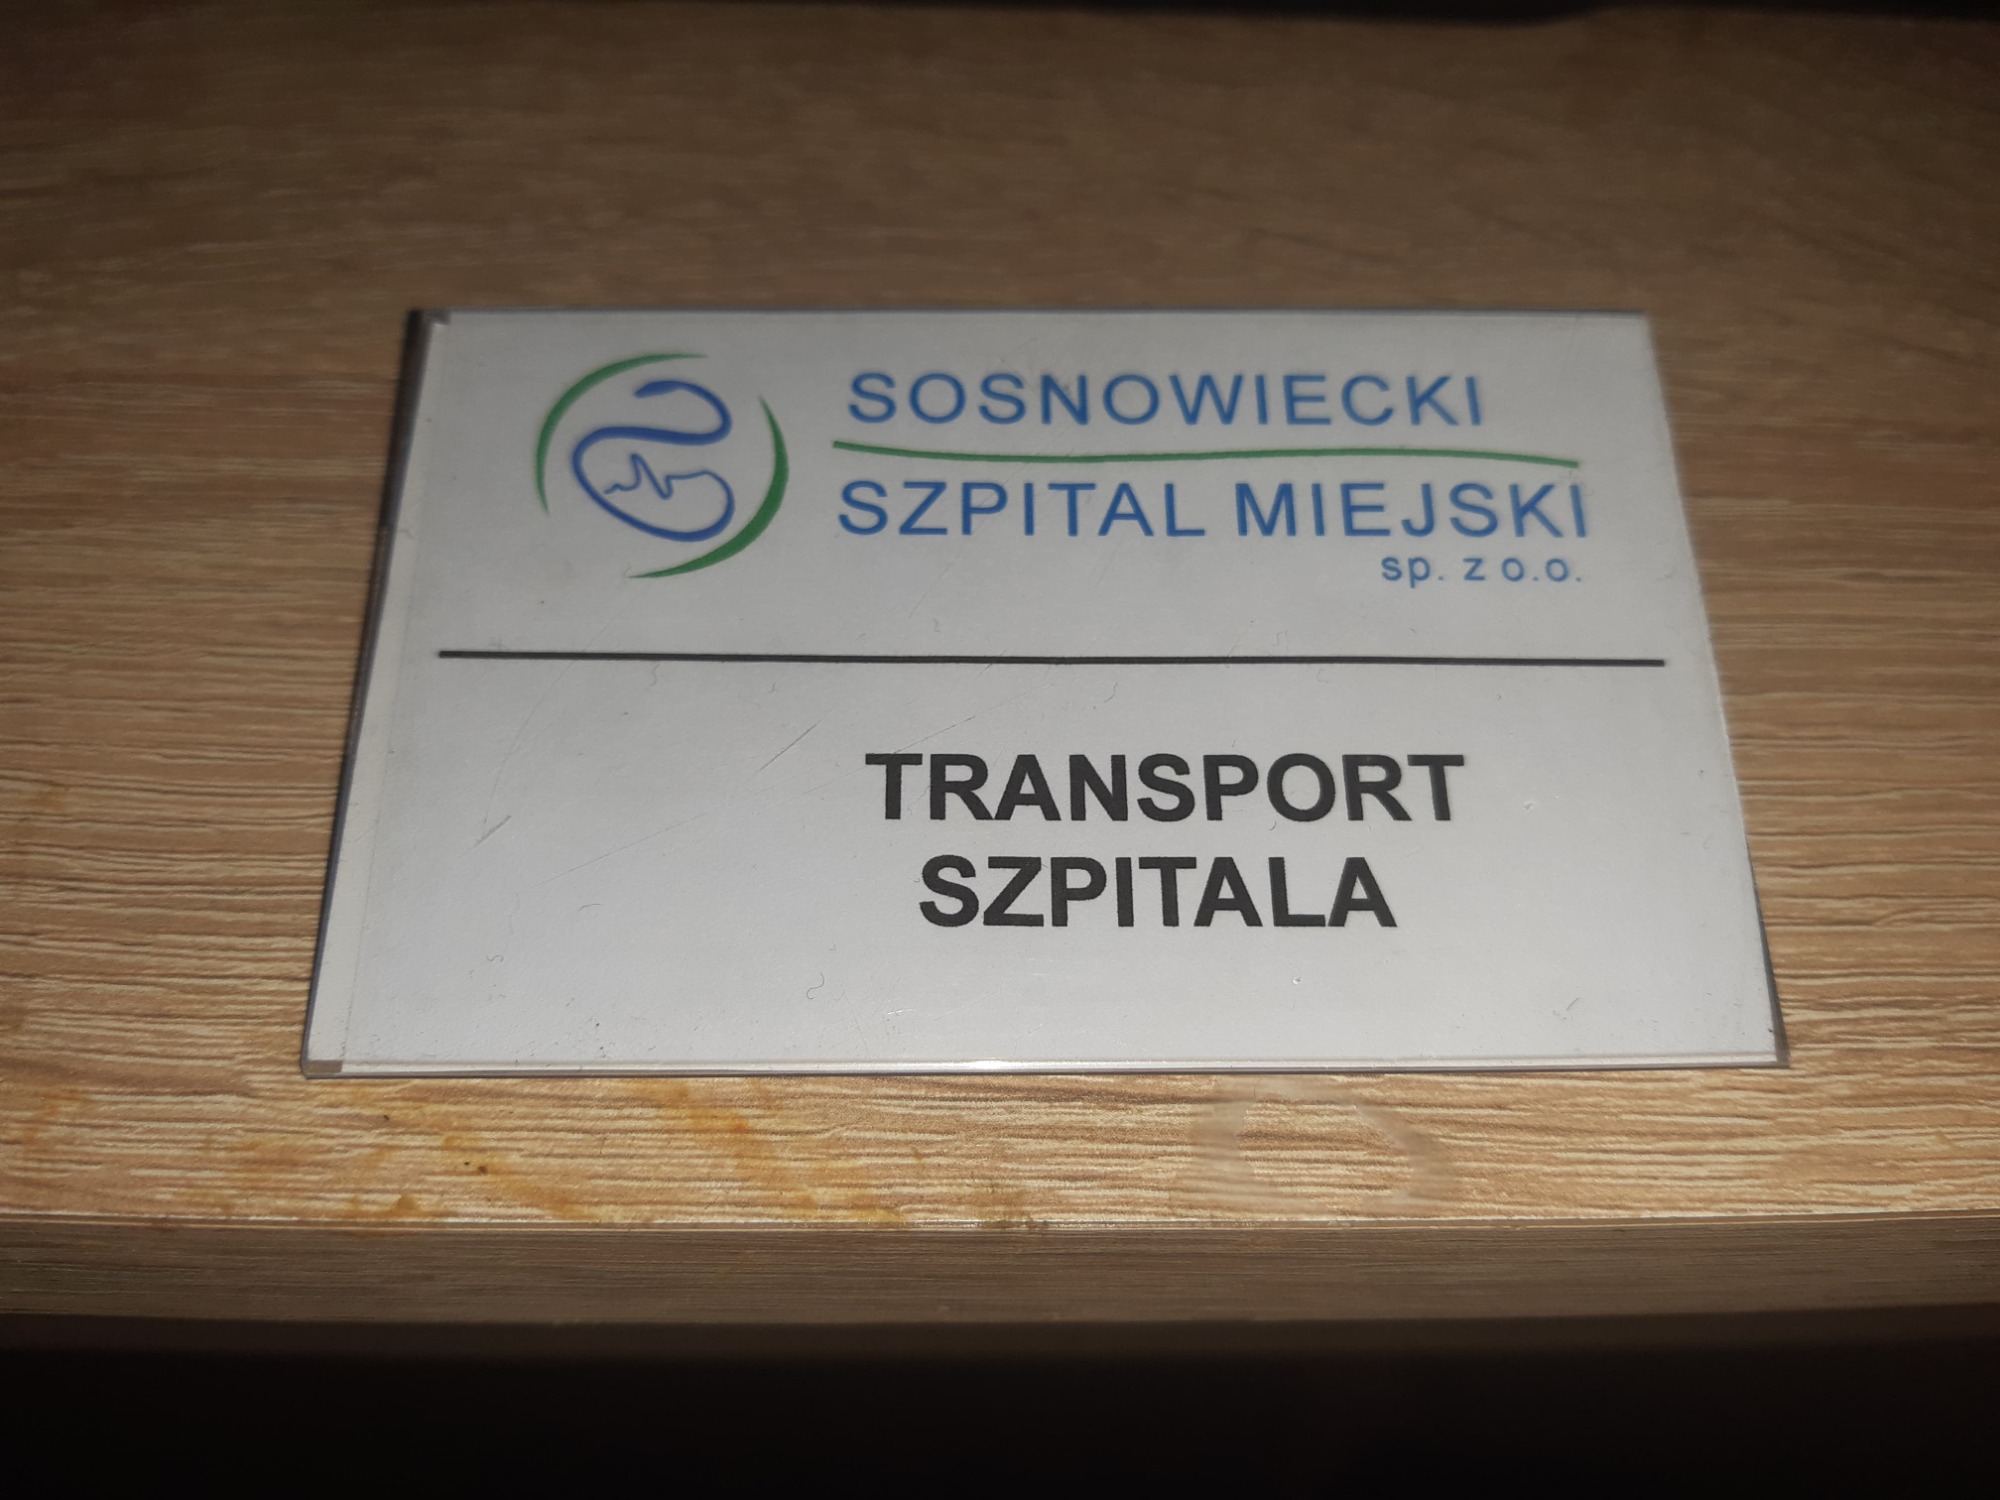 SOSNOWIECKI
SZPITAL MIEJSKI
sp. z o.o.
TRANSPORT
SZPITALA